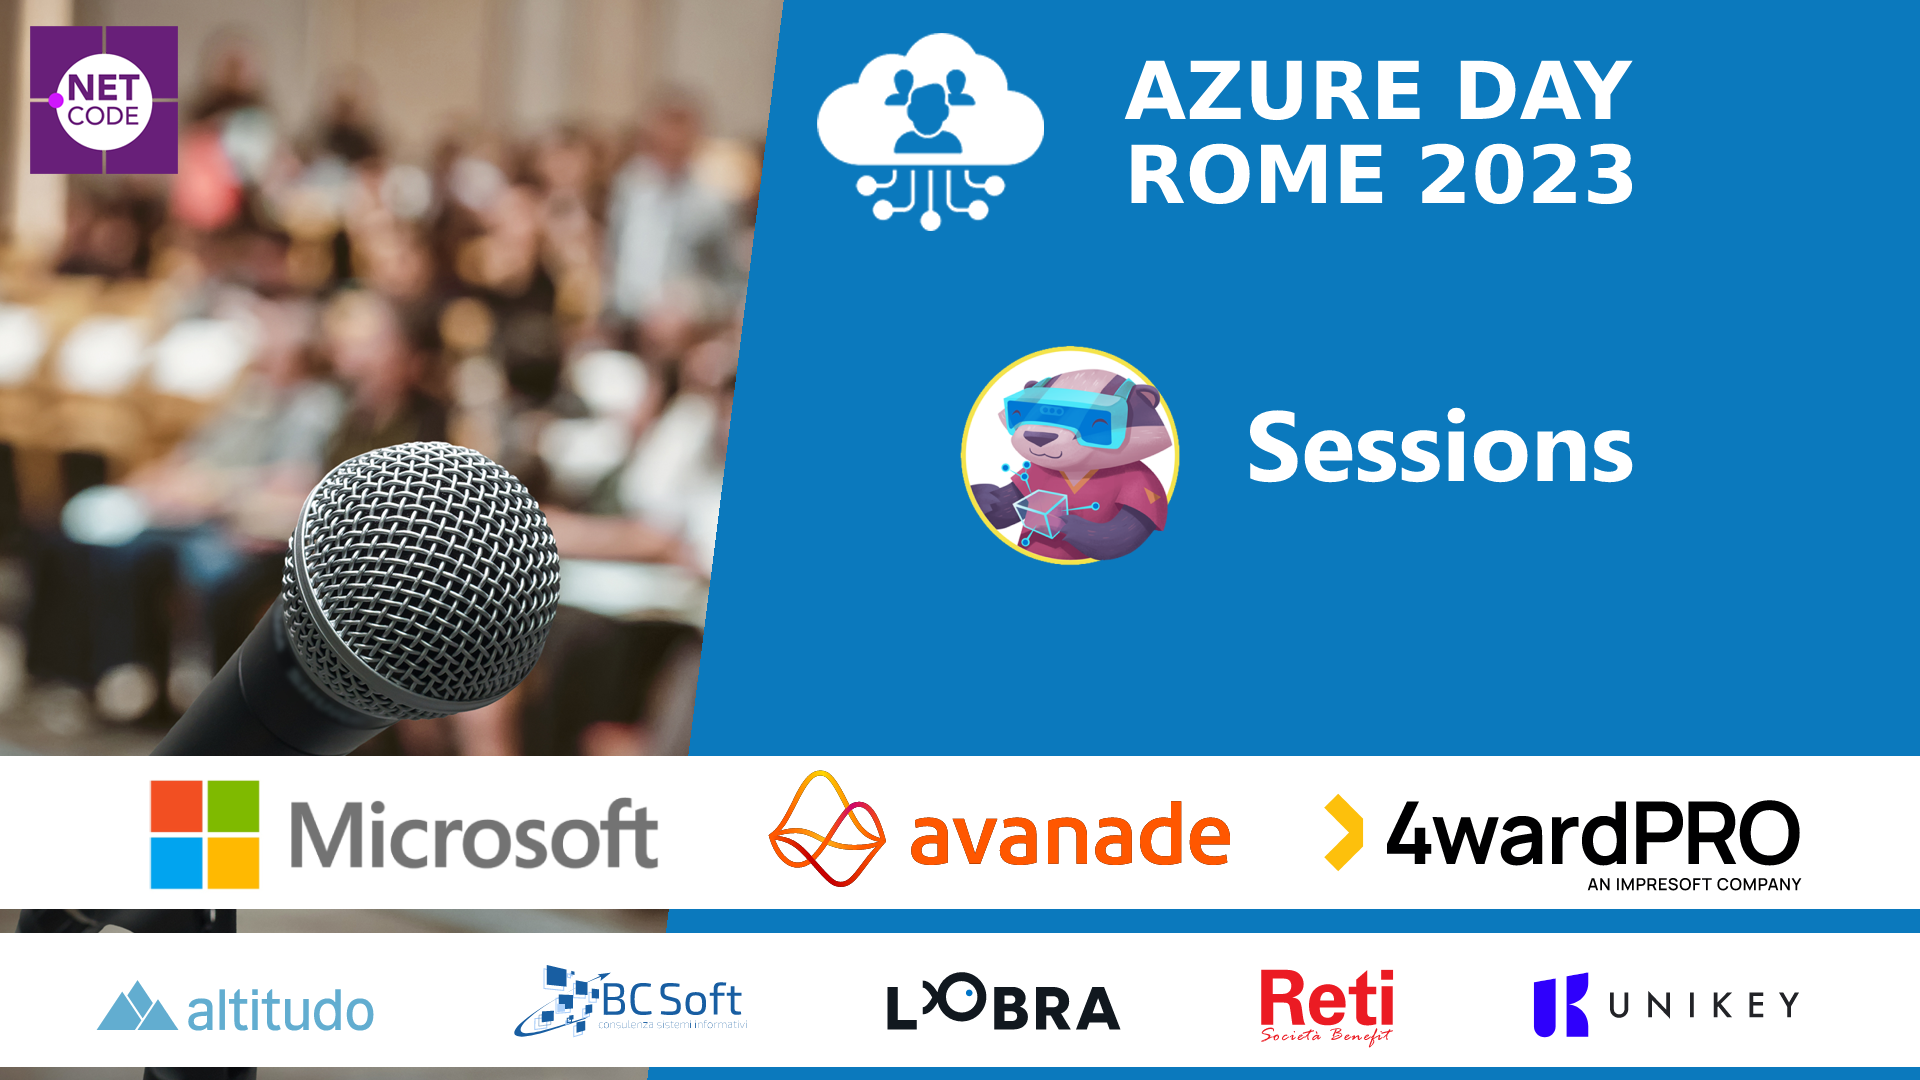 NET
CODE
AZURE DAY
ROME 2023
Sessions
Microsoft
avanade
4wardPRO
AN IMPRESOFT COMPANY
altitudo
BC Soft
consulenza sistemi informativi
LOBRA
Reti
Società Benefit
UNIKEY